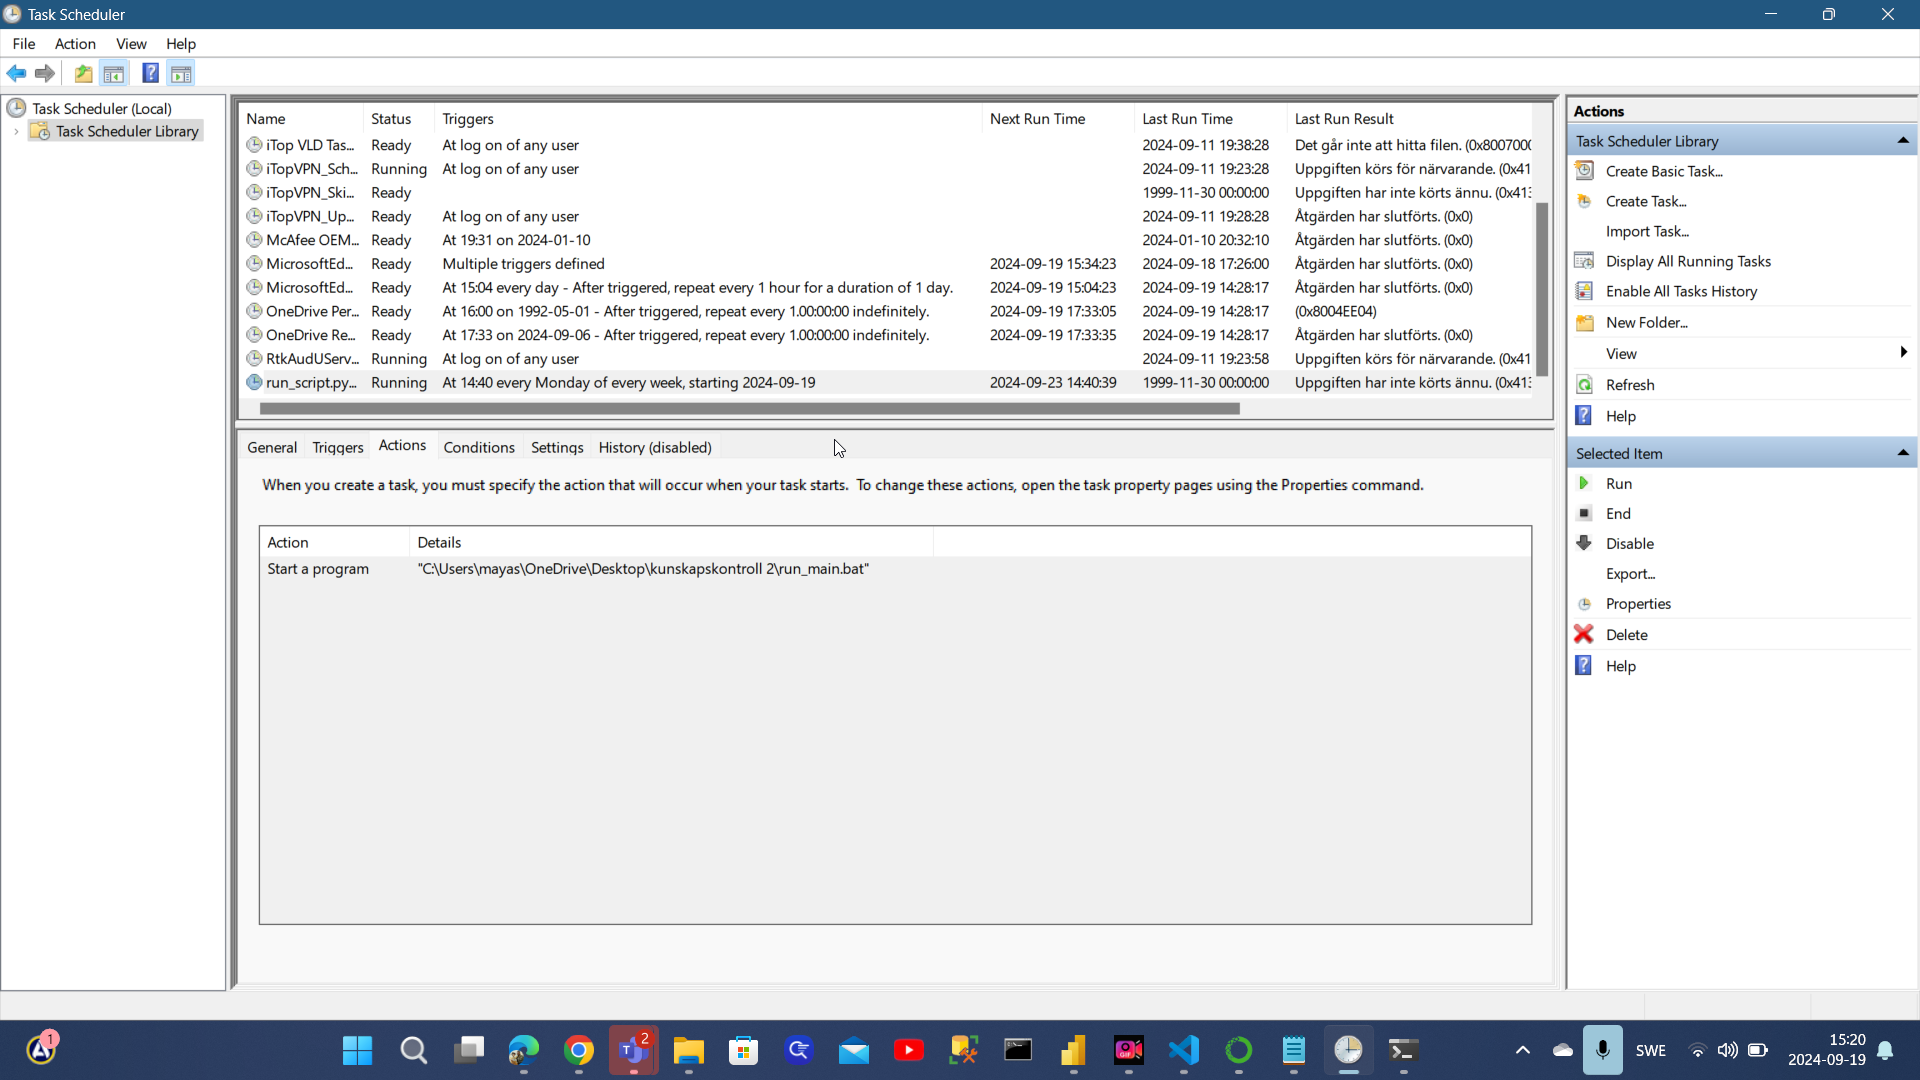 Task Scheduler
File Action View Help
Task Scheduler (Local)
Task Scheduler Library
Name Status Triggers Next Run Time Last Run Time Last Run Result
iTop VLD Tas... Ready At log on of any user 2024-09-11 19:38:28 Det går inte att hitta filen. (0x8007000
iTopVPN_Sch... Running At log on of any user 2024-09-11 19:23:28 Uppgiften körs för närvarande. (0x41
iTopVPN_Ski... Ready 1999-11-30 00:00:00 Uppgiften har inte körts ännu. (0x413
iTopVPN_Up... Ready At log on of any user 2024-09-11 19:28:28 Åtgärden har slutförts. (0x0)
McAfee OEM... Ready At 19:31 on 2024-01-10 2024-01-10 20:32:10 Åtgärden har slutförts. (0x0)
MicrosoftEd... Ready Multiple triggers defined 2024-09-19 15:34:23 2024-09-18 17:26:00 Åtgärden har slutförts. (0x0)
MicrosoftEd... Ready At 15:04 every day - After triggered, repeat every 1 hour for a duration of 1 day. 2024-09-19 15:04:23 2024-09-19 14:28:17 Åtgärden har slutförts. (0x0)
OneDrive Per... Ready At 16:00 on 1992-05-01 - After triggered, repeat every 1.00:00:00 indefinitely. 2024-09-19 17:33:05 2024-09-19 14:28:17 (0x8004EE04)
OneDrive Re... Ready At 17:33 on 2024-09-06 - After triggered, repeat every 1.00:00:00 indefinitely. 2024-09-19 17:33:35 2024-09-19 14:28:17 Åtgärden har slutförts. (0x0)
RtkAudUServ... Running At log on of any user 2024-09-11 19:23:58 Uppgiften körs för närvarande. (0x41
run_script.py... Running At 14:40 every Monday of every week, starting 2024-09-19 2024-09-23 14:40:39 1999-11-30 00:00:00 Uppgiften har inte körts ännu. (0x413
General Triggers Actions Conditions Settings History (disabled)
When you create a task, you must specify the action that will occur when your task starts. To change these actions, open the task property pages using the Properties command.
Action Details
Start a program "C:\Users\mayas\OneDrive\Desktop\kunskapskontroll 2\run_main.bat"
Actions
Task Scheduler Library
Create Basic Task...
Create Task...
Import Task...
Display All Running Tasks
Enable All Tasks History
New Folder...
View
Refresh
Help
Selected Item
Run
End
Disable
Export...
Properties
Delete
Help
1
2
GIF
SWE
15:20
2024-09-19